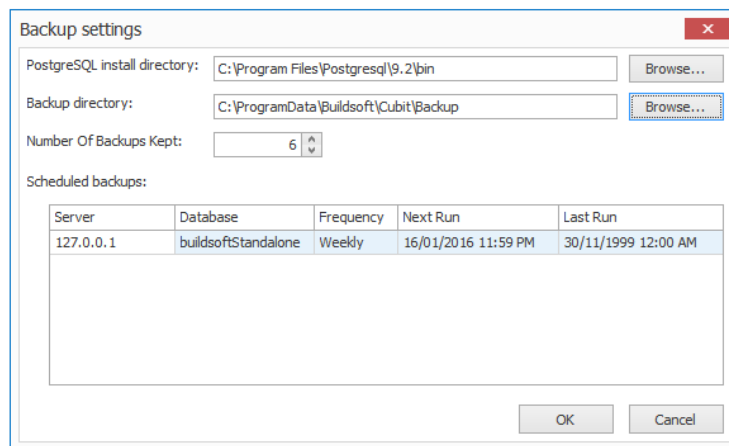 Backup settings
PostgreSQL install directory: C:\Program Files\Postgresql\9.2\bin Browse...
Backup directory: C:\ProgramData\Buildsoft\Cubit\Backup Browse...
Number Of Backups Kept: 6
Scheduled backups:
Server Database Frequency Next Run Last Run
127.0.0.1 buildsoftStandalone Weekly 16/01/2016 11:59 PM 30/11/1999 12:00 AM
OK Cancel